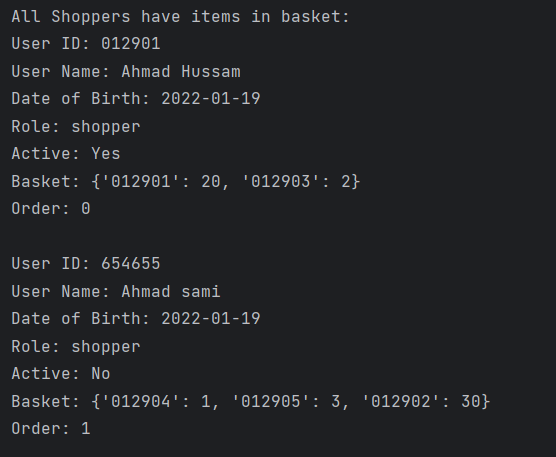 All Shoppers have items in basket:
User ID: 012901
User Name: Ahmad Hussam
Date of Birth: 2022-01-19
Role: shopper
Active: Yes
Basket: {'012901': 20, '012903': 2}
Order: 0
User ID: 654655
User Name: Ahmad sami
Date of Birth: 2022-01-19
Role: shopper
Active: No
Basket: {'012904': 1, '012905': 3, '012902': 30}
Order: 1